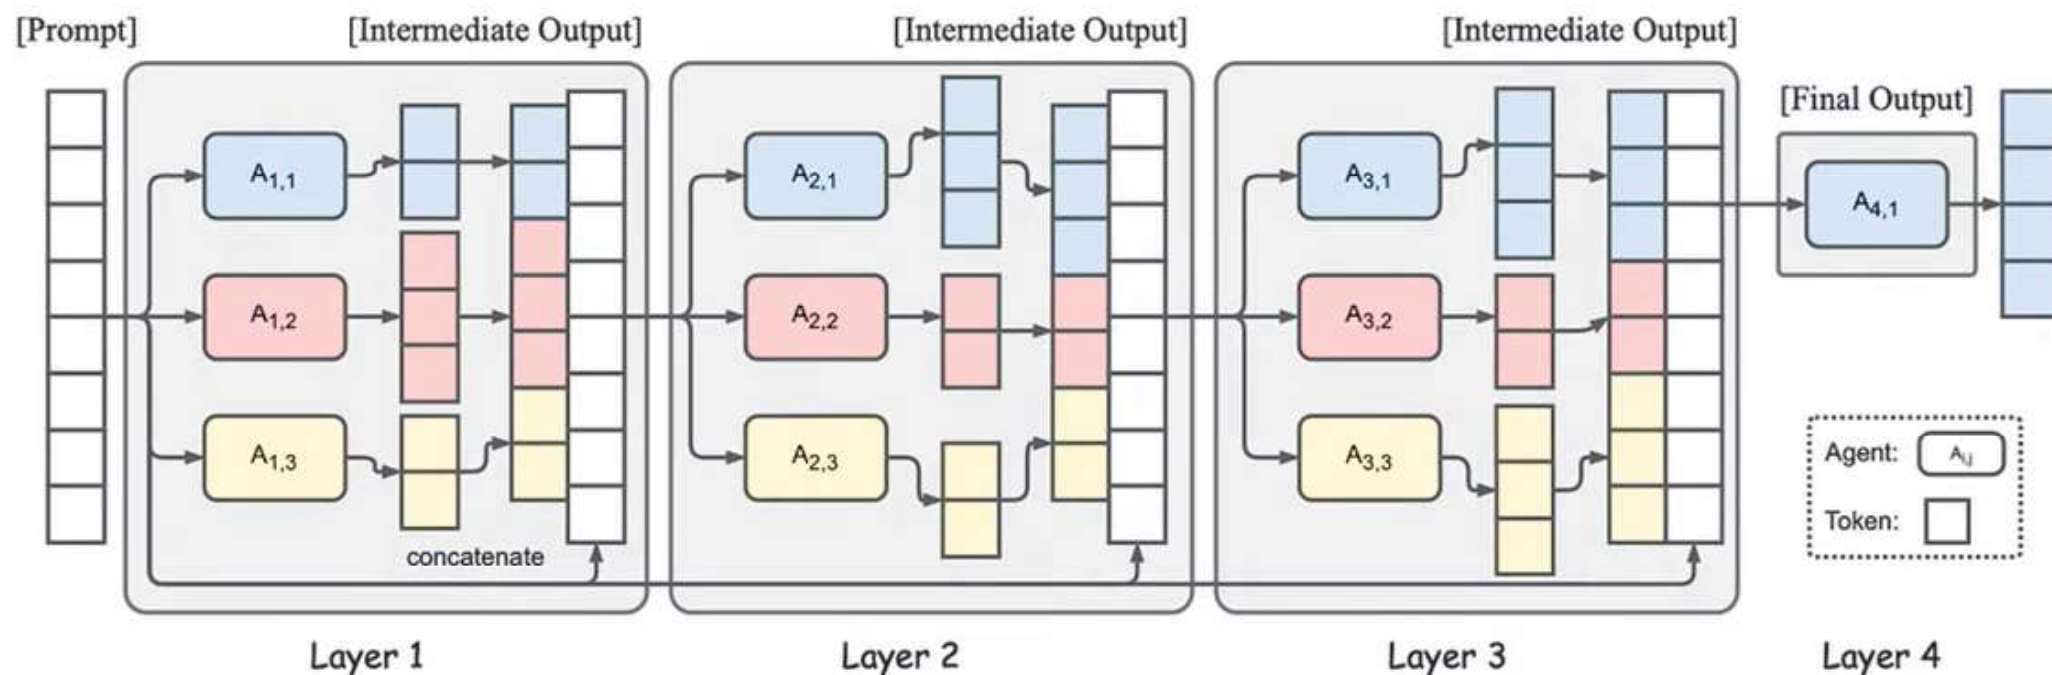 [Prompt]
[Intermediate Output]
[Intermediate Output]
[Intermediate Output]
[Final Output]
A1,1
A1,2
A1,3
concatenate
A2,1
A2,2
A2,3
A3,1
A3,2
A3,3
A4,1
Agent: Ai,j
Token:
Layer 1
Layer 2
Layer 3
Layer 4